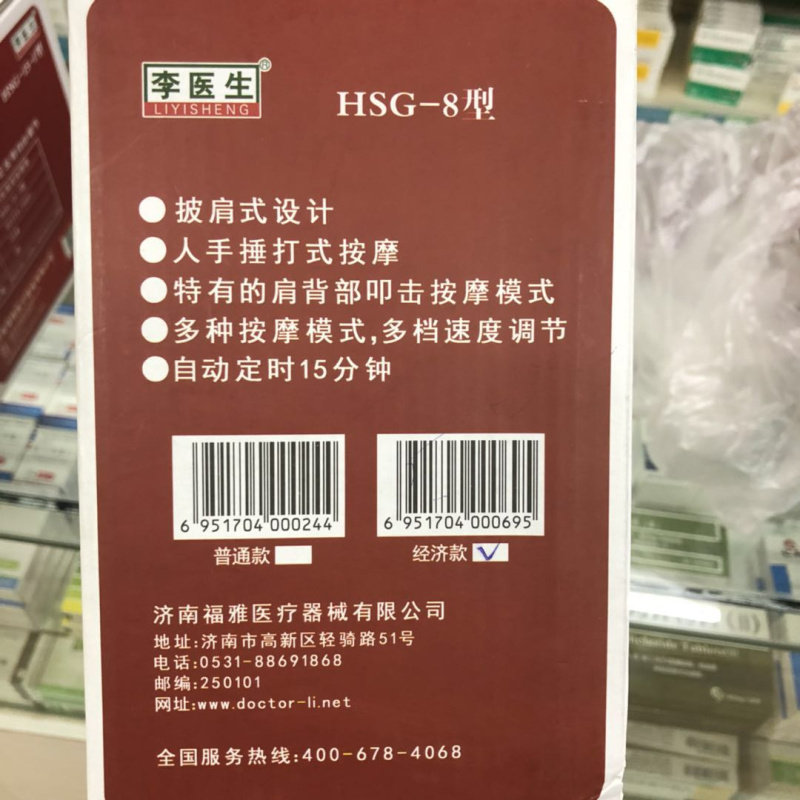 李医生®
LIYISHENG
HSG-8型
●披肩式设计
●人手捶打式按摩
●特有的肩背部叩击按摩模式
●多种按摩模式,多档速度调节
●自动定时15分钟
6 951704 000244
6 951704 000695
普通款
经济款
济南福雅医疗器械有限公司
地址:济南市高新区轻骑路51号
电话:0531-88691868
邮编:250101
网址:www.doctor-li.net
全国服务热线:400-678-4068